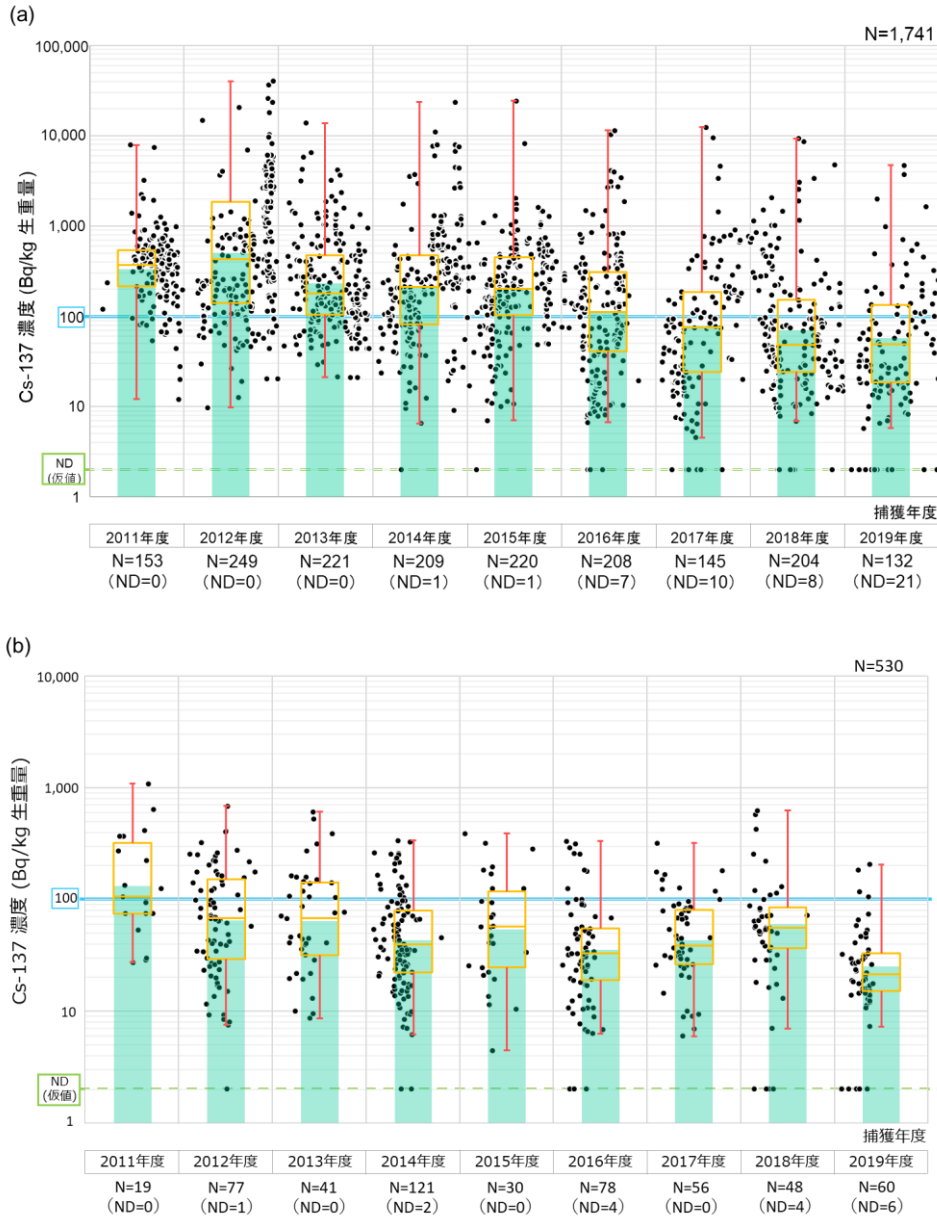 (a)
N=1,741
100,000
10,000
1,000
100
10
ND
(仮値)
1
Cs-137 濃度 (Bq/kg 生重量)
捕獲年度
2011年度 2012年度 2013年度 2014年度 2015年度 2016年度 2017年度 2018年度 2019年度
N=153 N=249 N=221 N=209 N=220 N=208 N=145 N=204 N=132
(ND=0) (ND=0) (ND=0) (ND=1) (ND=1) (ND=7) (ND=10) (ND=8) (ND=21)
(b)
N=530
10,000
1,000
100
10
ND
(仮値)
1
Cs-137 濃度 (Bq/kg 生重量)
捕獲年度
2011年度 2012年度 2013年度 2014年度 2015年度 2016年度 2017年度 2018年度 2019年度
N=19 N=77 N=41 N=121 N=30 N=78 N=56 N=48 N=60
(ND=0) (ND=1) (ND=0) (ND=2) (ND=0) (ND=4) (ND=0) (ND=4) (ND=6)